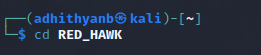 ┌──(adhithyanb㉿kali)-[~]
└─$ cd RED_HAWK